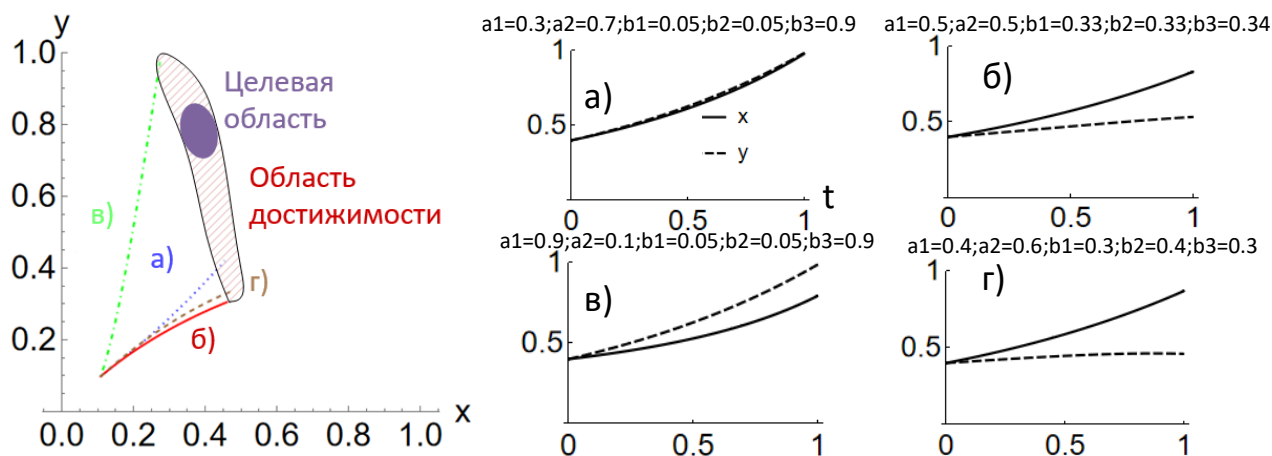 y
1.0
0.8
0.6
0.4
0.2
0.0 0.2 0.4 0.6 0.8 1.0
x
Целевая
область
Область
достижимости
в)
а)
г)
б)
a1=0.3;a2=0.7;b1=0.05;b2=0.05;b3=0.9
1
0.5
0 0.5 1
а)
x
y
t
a1=0.5;a2=0.5;b1=0.33;b2=0.33;b3=0.34
1
0.5
0 0.5 1
б)
a1=0.9;a2=0.1;b1=0.05;b2=0.05;b3=0.9
1
0.5
0 0.5 1
в)
a1=0.4;a2=0.6;b1=0.3;b2=0.4;b3=0.3
1
0.5
0 0.5 1
г)